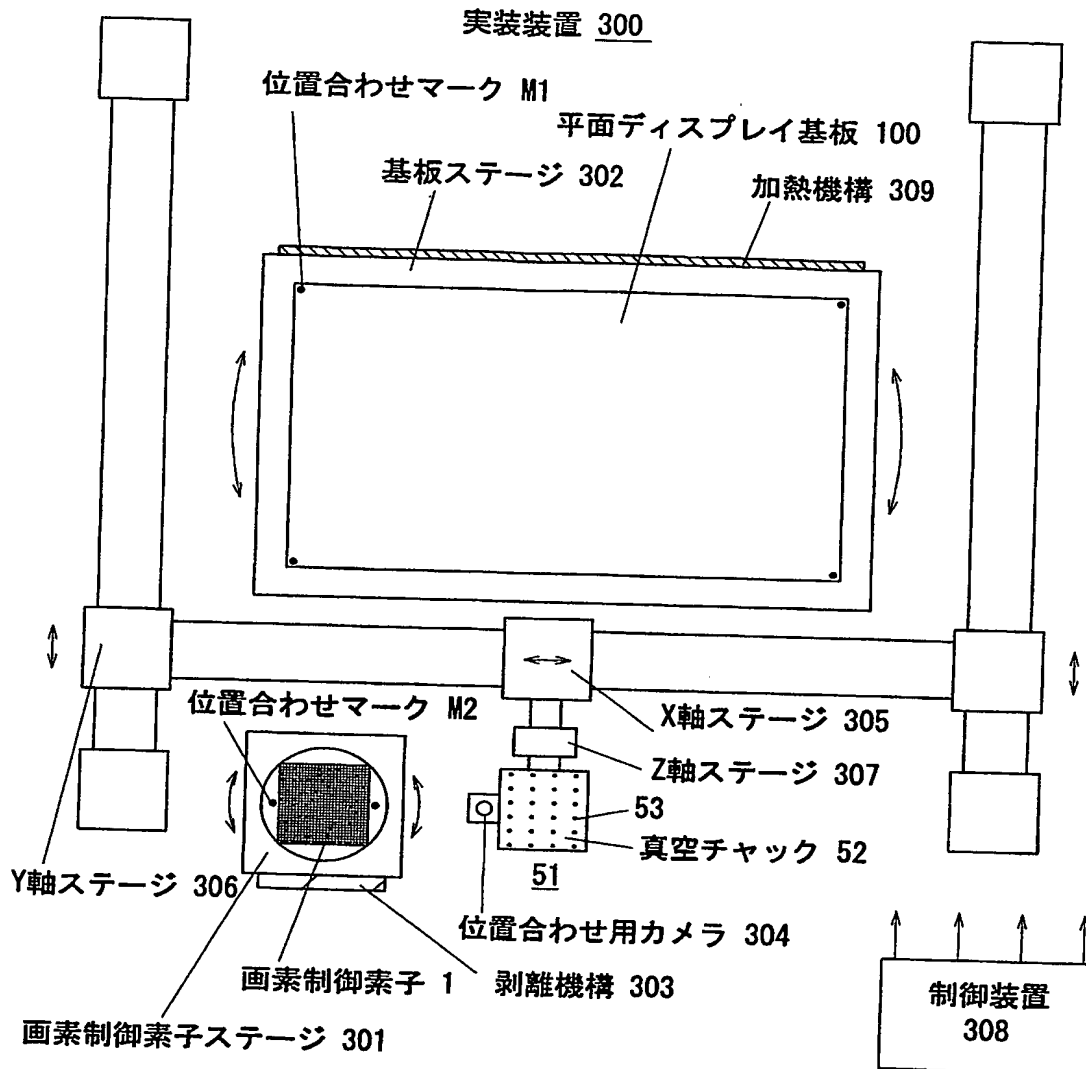 実装装置 300
位置合わせマーク M1
平面ディスプレイ基板 100
基板ステージ 302
加熱機構 309
位置合わせマーク M2
X軸ステージ 305
Z軸ステージ 307
53
真空チャック 52
51
Y軸ステージ 306
位置合わせ用カメラ 304
画素制御素子 1
剥離機構 303
画素制御素子ステージ 301
制御装置
308